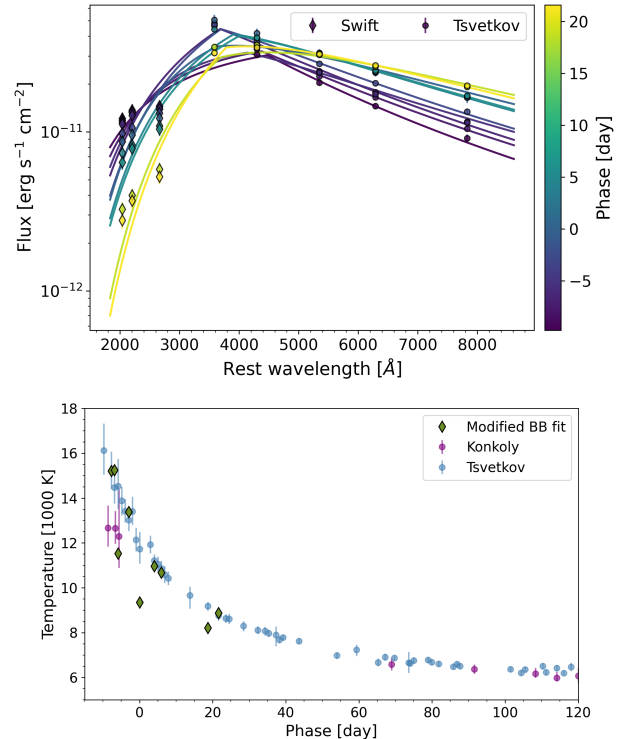 Swift Tsvetkov
Flux [erg s⁻¹ cm⁻²]
10⁻¹¹
10⁻¹²
2000 3000 4000 5000 6000 7000 8000
Rest wavelength [Å]
20
15
10
5
0
−5
Phase [day]
Modified BB fit
Konkoly
Tsvetkov
Temperature [1000 K]
18
16
14
12
10
8
6
0 20 40 60 80 100 120
Phase [day]